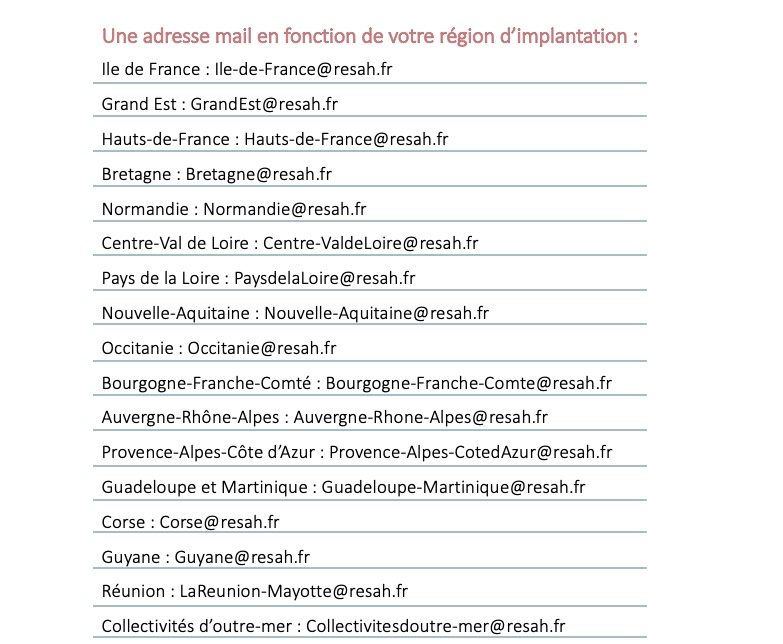 Une adresse mail en fonction de votre région d’implantation :
Ile de France : Ile-de-France@resah.fr
Grand Est : GrandEst@resah.fr
Hauts-de-France : Hauts-de-France@resah.fr
Bretagne : Bretagne@resah.fr
Normandie : Normandie@resah.fr
Centre-Val de Loire : Centre-ValdeLoire@resah.fr
Pays de la Loire : PaysdelaLoire@resah.fr
Nouvelle-Aquitaine : Nouvelle-Aquitaine@resah.fr
Occitanie : Occitanie@resah.fr
Bourgogne-Franche-Comté : Bourgogne-Franche-Comte@resah.fr
Auvergne-Rhône-Alpes : Auvergne-Rhone-Alpes@resah.fr
Provence-Alpes-Côte d’Azur : Provence-Alpes-CotedAzur@resah.fr
Guadeloupe et Martinique : Guadeloupe-Martinique@resah.fr
Corse : Corse@resah.fr
Guyane : Guyane@resah.fr
Réunion : LaReunion-Mayotte@resah.fr
Collectivités d’outre-mer : Collectivitesdoutre-mer@resah.fr